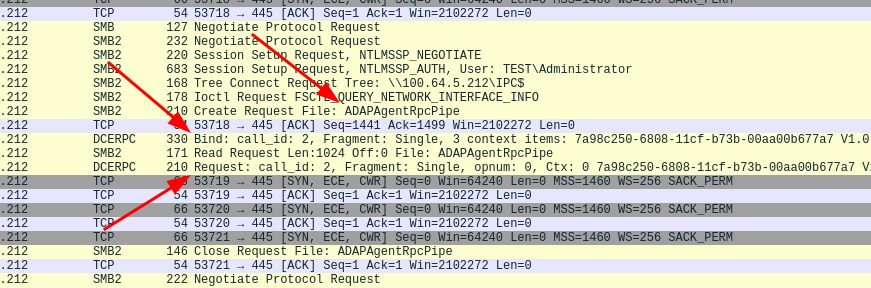 .212 TCP 66 53718 → 445 [SYN, ECE, CWR] Seq=0 Win=64240 Len=0 MSS=1460 WS=256 SACK_PERM
.212 TCP 54 53718 → 445 [ACK] Seq=1 Ack=1 Win=2102272 Len=0
.212 SMB 127 Negotiate Protocol Request
.212 SMB2 232 Negotiate Protocol Request
.212 SMB2 220 Session Setup Request, NTLMSSP_NEGOTIATE
.212 SMB2 683 Session Setup Request, NTLMSSP_AUTH, User: TEST\Administrator
.212 SMB2 168 Tree Connect Request Tree: \\100.64.5.212\IPC$
.212 SMB2 178 Ioctl Request FSCTL_QUERY_NETWORK_INTERFACE_INFO
.212 SMB2 210 Create Request File: ADAPAgentRpcPipe
.212 TCP 54 53718 → 445 [ACK] Seq=1441 Ack=1499 Win=2102272 Len=0
.212 DCERPC 330 Bind: call_id: 2, Fragment: Single, 3 context items: 7a98c250-6808-11cf-b73b-00aa00b677a7 V1.0
.212 SMB2 171 Read Request Len:1024 Off:0 File: ADAPAgentRpcPipe
.212 DCERPC 210 Request: call_id: 2, Fragment: Single, opnum: 0, Ctx: 0 7a98c250-6808-11cf-b73b-00aa00b677a7 V
.212 TCP 66 53719 → 445 [SYN, ECE, CWR] Seq=0 Win=64240 Len=0 MSS=1460 WS=256 SACK_PERM
.212 TCP 54 53719 → 445 [ACK] Seq=1 Ack=1 Win=2102272 Len=0
.212 TCP 66 53720 → 445 [SYN, ECE, CWR] Seq=0 Win=64240 Len=0 MSS=1460 WS=256 SACK_PERM
.212 TCP 54 53720 → 445 [ACK] Seq=1 Ack=1 Win=2102272 Len=0
.212 TCP 66 53721 → 445 [SYN, ECE, CWR] Seq=0 Win=64240 Len=0 MSS=1460 WS=256 SACK_PERM
.212 SMB2 146 Close Request File: ADAPAgentRpcPipe
.212 TCP 54 53721 → 445 [ACK] Seq=1 Ack=1 Win=2102272 Len=0
.212 SMB2 222 Negotiate Protocol Request